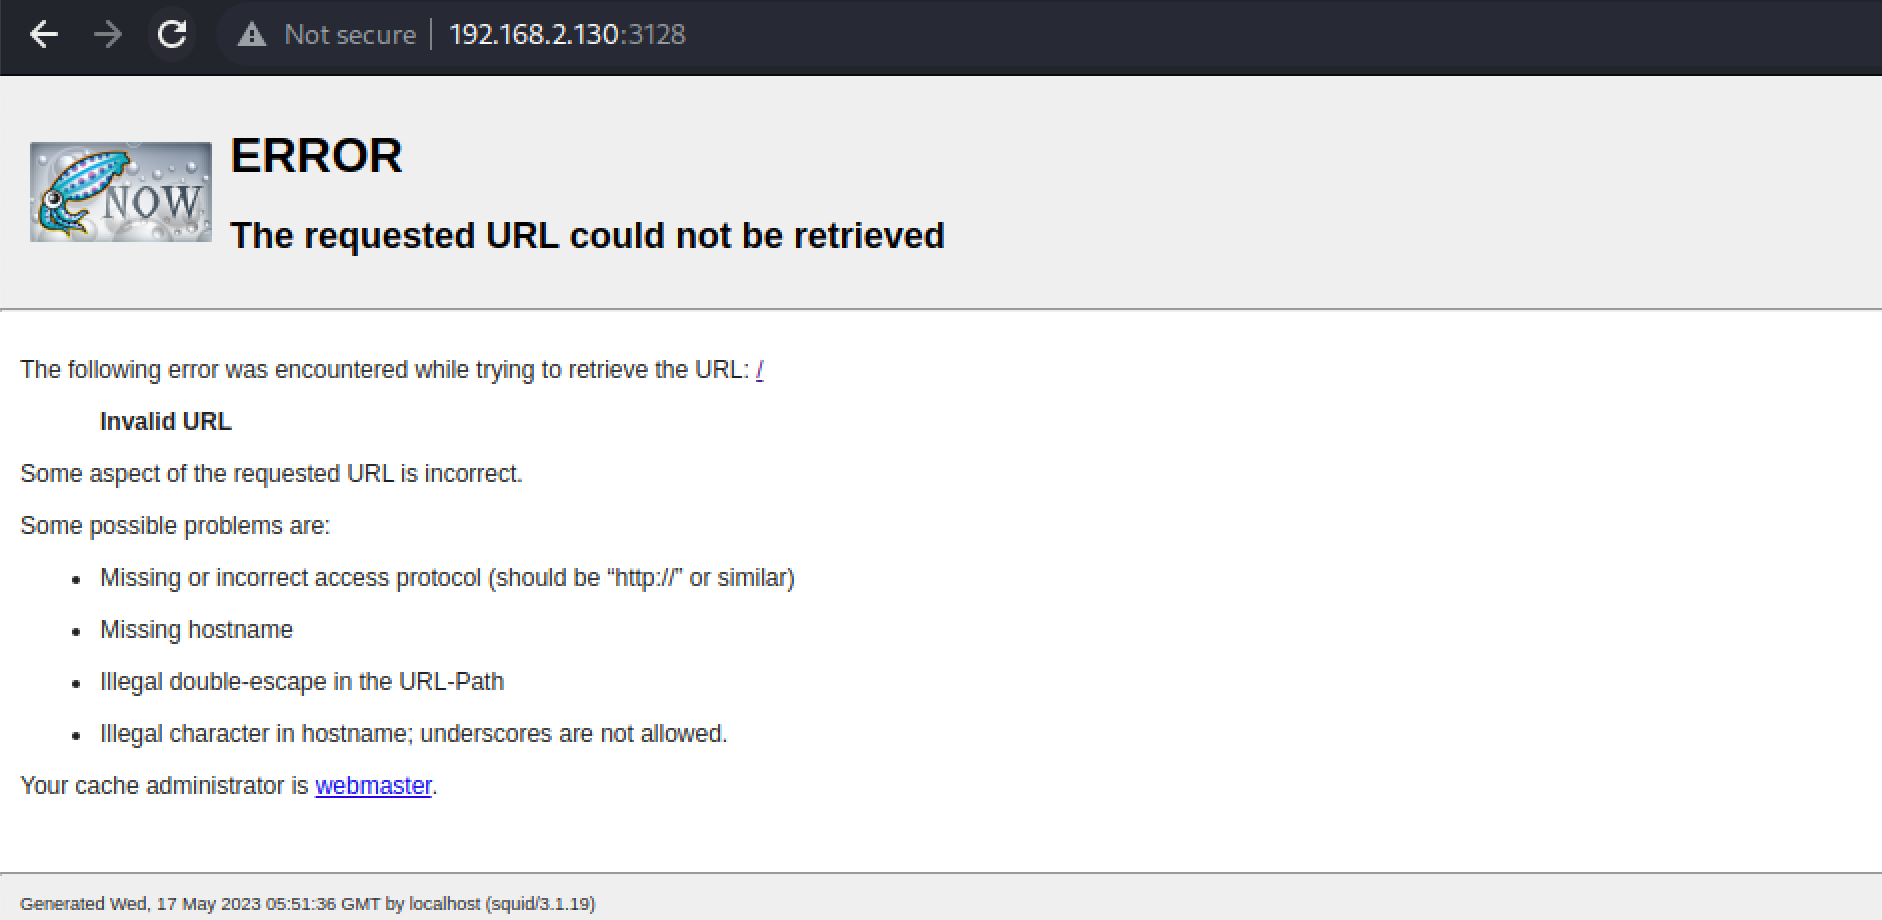 Not secure 192.168.2.130:3128
NOW
ERROR
The requested URL could not be retrieved
The following error was encountered while trying to retrieve the URL: /
Invalid URL
Some aspect of the requested URL is incorrect.
Some possible problems are:
• Missing or incorrect access protocol (should be “http://” or similar)
• Missing hostname
• Illegal double-escape in the URL-Path
• Illegal character in hostname; underscores are not allowed.
Your cache administrator is webmaster.
Generated Wed, 17 May 2023 05:51:36 GMT by localhost (squid/3.1.19)